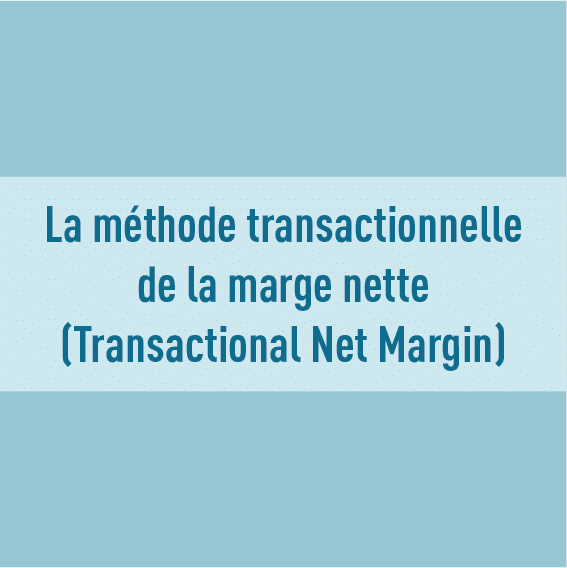 La méthode transactionnelle
de la marge nette
(Transactional Net Margin)